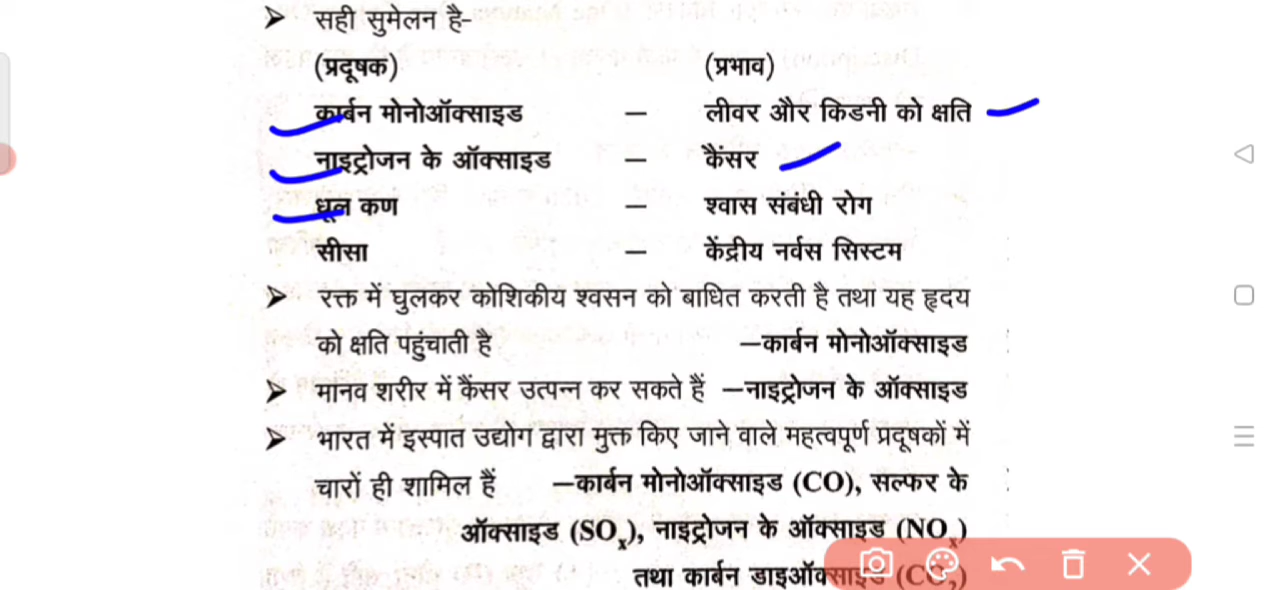 ➢ सही सुमेलन है-
(प्रदूषक) (प्रभाव)
कार्बन मोनोऑक्साइड — लीवर और किडनी को क्षति
नाइट्रोजन के ऑक्साइड — कैंसर
धूल कण — श्वास संबंधी रोग
सीसा — केंद्रीय नर्वस सिस्टम
➢ रक्त में घुलकर कोशिकीय श्वसन को बाधित करती है तथा यह हृदय
को क्षति पहुंचाती है —कार्बन मोनोऑक्साइड
➢ मानव शरीर में कैंसर उत्पन्न कर सकते हैं —नाइट्रोजन के ऑक्साइड
➢ भारत में इस्पात उद्योग द्वारा मुक्त किए जाने वाले महत्वपूर्ण प्रदूषकों में
चारों ही शामिल हैं —कार्बन मोनोऑक्साइड (CO), सल्फर के
ऑक्साइड (SOₓ), नाइट्रोजन के ऑक्साइड (NOₓ)
तथा कार्बन डाइऑक्साइड (CO₂)